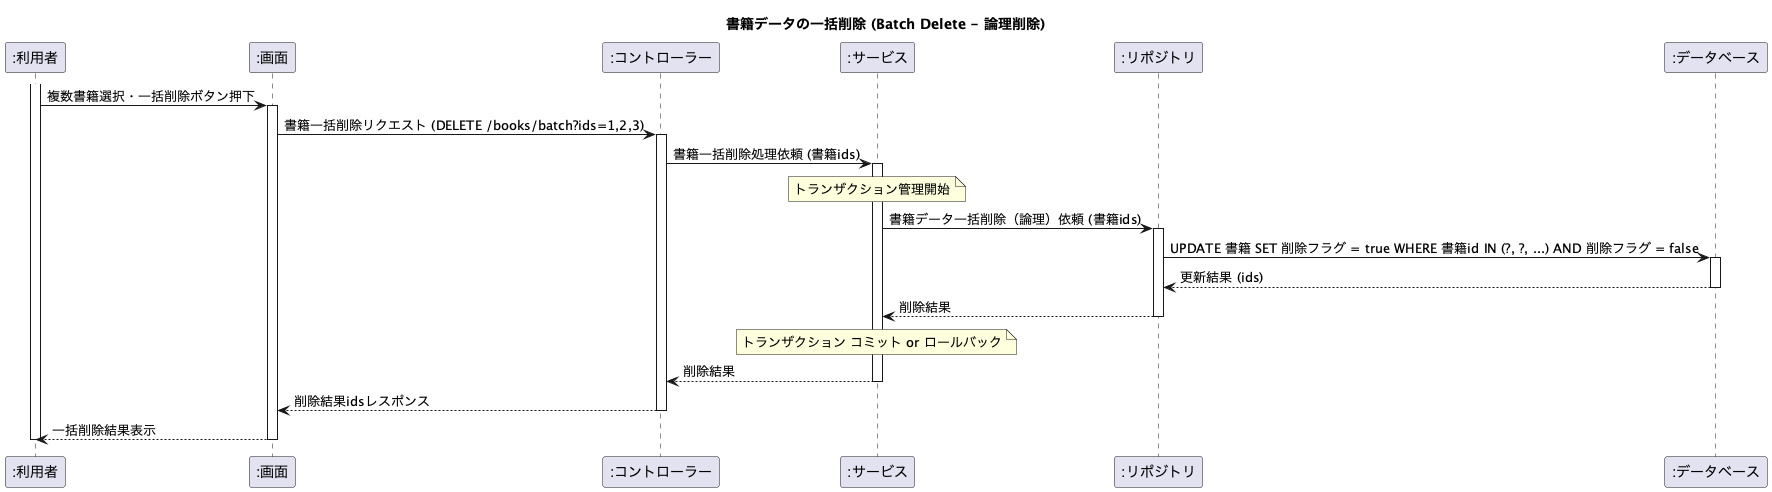 書籍データの一括削除 (Batch Delete - 論理削除)
:利用者
:画面
:コントローラー
:サービス
:リポジトリ
:データベース
複数書籍選択・一括削除ボタン押下
書籍一括削除リクエスト (DELETE /books/batch?ids=1,2,3)
書籍一括削除処理依頼 (書籍ids)
トランザクション管理開始
書籍データ一括削除（論理）依頼 (書籍ids)
UPDATE 書籍 SET 削除フラグ = true WHERE 書籍id IN (?, ?, ...) AND 削除フラグ = false
更新結果 (ids)
削除結果
トランザクション コミット or ロールバック
削除結果
削除結果idsレスポンス
一括削除結果表示
:利用者
:画面
:コントローラー
:サービス
:リポジトリ
:データベース